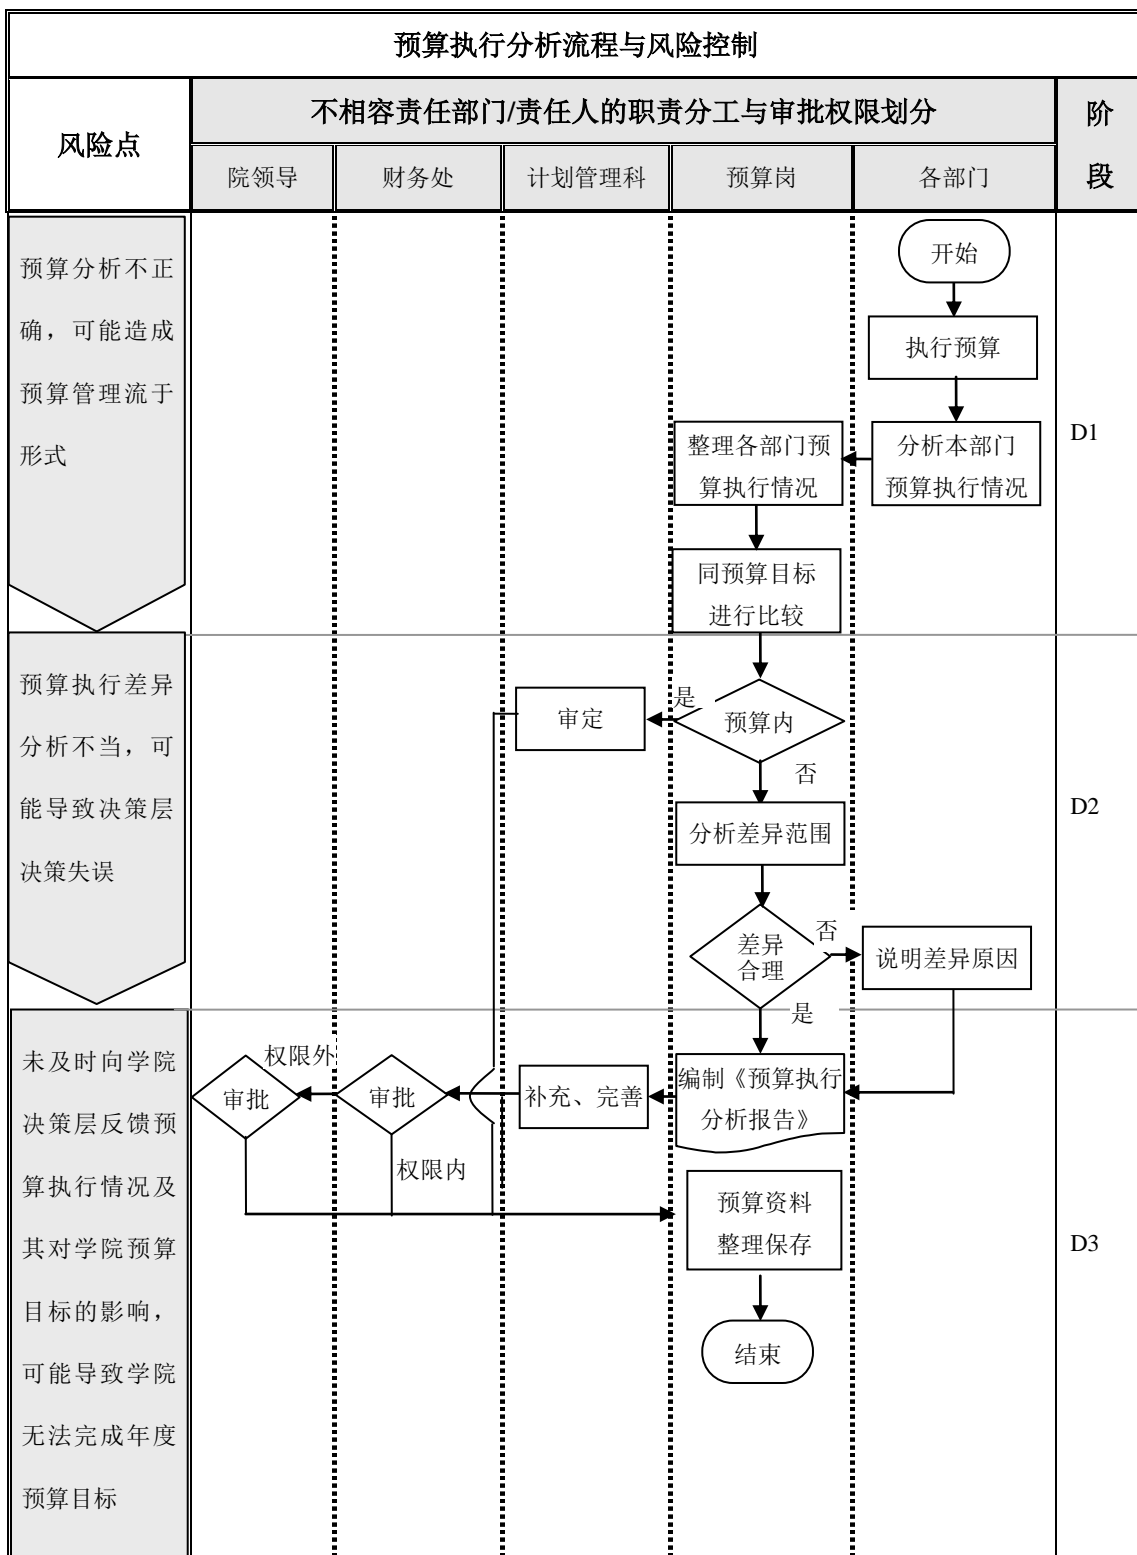 预算执行分析流程与风险控制
风险点
不相容责任部门/责任人的职责分工与审批权限划分
阶
段
院领导
财务处
计划管理科
预算岗
各部门
预算分析不正
确，可能造成
预算管理流于
形式
开始
执行预算
分析本部门
预算执行情况
整理各部门预
算执行情况
同预算目标
进行比较
D1
预算执行差异
分析不当，可
能导致决策层
决策失误
审定
是
预算内
否
分析差异范围
差异
合理
否
说明差异原因
是
D2
未及时向学院
决策层反馈预
算执行情况及
其对学院预算
目标的影响，
可能导致学院
无法完成年度
预算目标
权限外
审批
审批
权限内
补充、完善
编制《预算执行
分析报告》
预算资料
整理保存
结束
D3